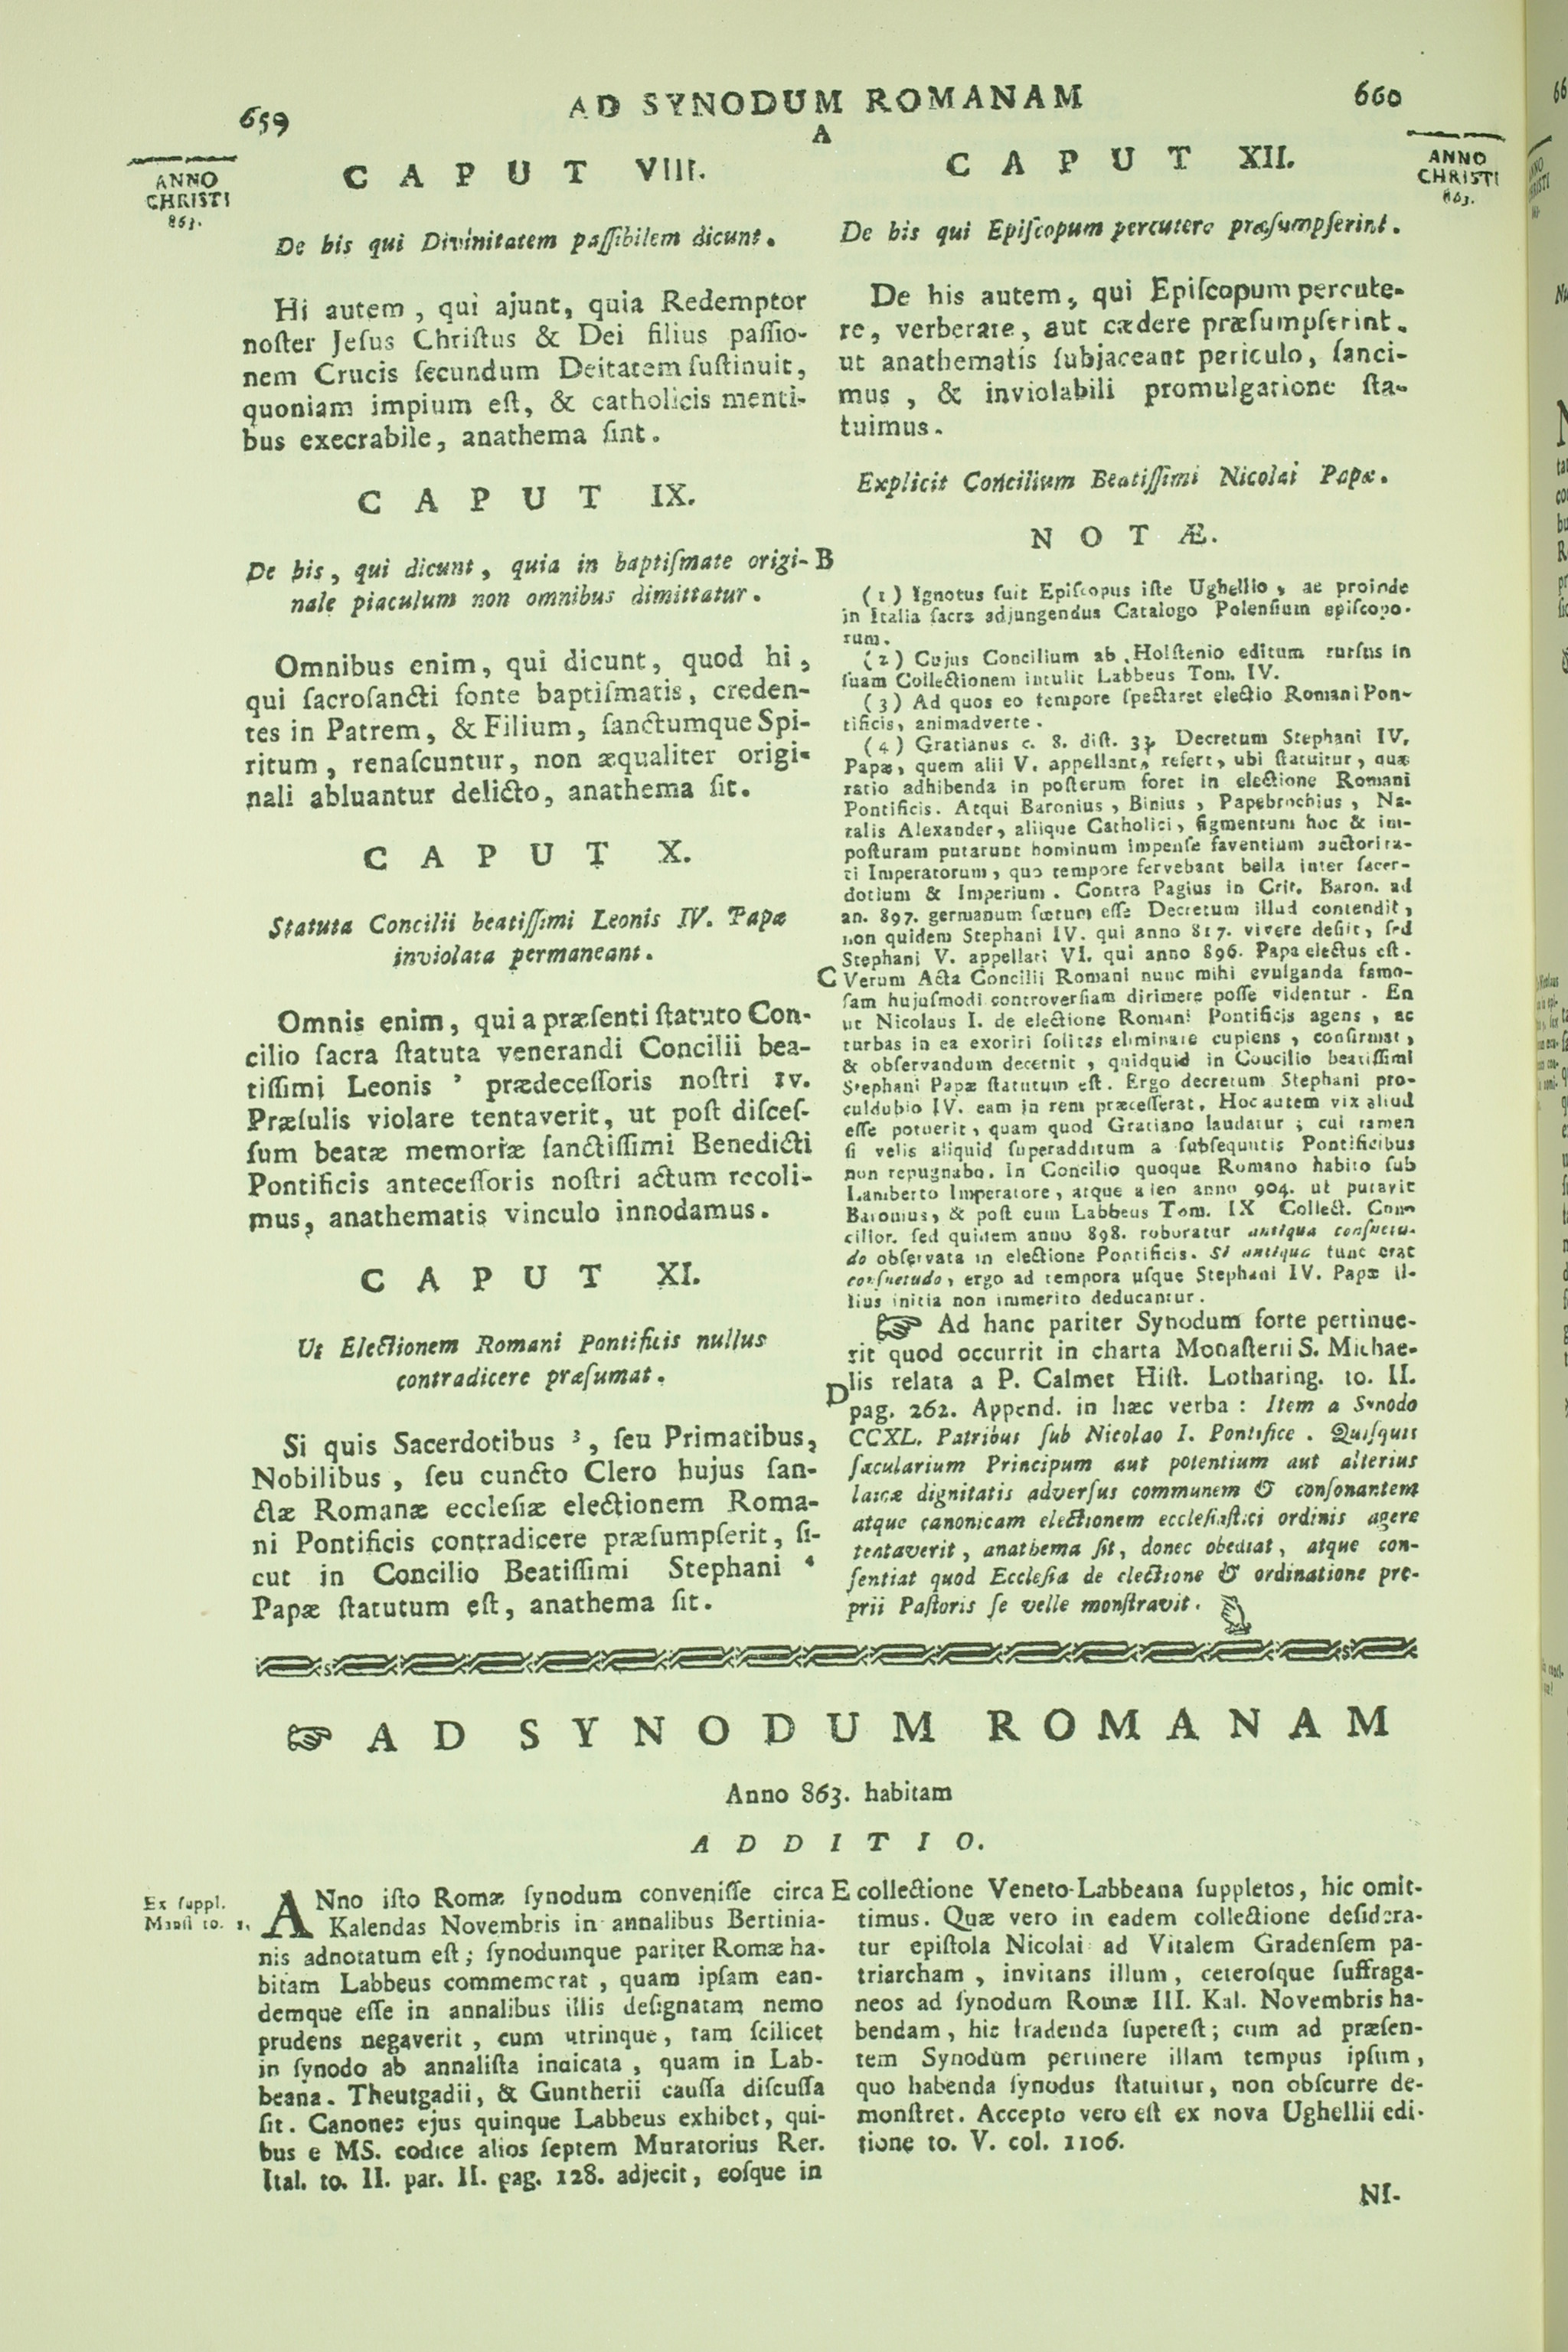 659
AD SYNODUM ROMANAM
660
A
ANNO
CHRISTI
863.
CAPUT VIII.
De his qui Divinitatem paſſibilem dicunt.
Hi autem, qui ajunt, quia Redemptor
noſter Jeſus Chriſtus & Dei filius paſſio-
nem Crucis ſecundum Deitatem ſuſtinuit,
quoniam impium eſt, & catholicis menti-
bus execrabile, anathema ſint.
CAPUT IX.
De his, qui dicunt, quia in baptiſmate origi-
nale piaculum non omnibus dimittatur.
Omnibus enim, qui dicunt, quod hi,
qui ſacroſancti fonte baptiſmatis, creden-
tes in Patrem, & Filium, ſanctumque Spi-
ritum, renaſcuntur, non æqualiter origi-
nali abluantur delicto, anathema ſit.
CAPUT X.
Statuta Concilii beatiſſimi Leonis IV. Papæ
inviolata permaneant.
Omnis enim, qui a præſenti ſtatuto Con-
cilio ſacra ſtatuta venerandi Concilii bea-
tiſſimi Leonis ² prædeceſſoris noſtri IV.
Præſulis violare tentaverit, ut poſt diſceſ-
ſum beatæ memoriæ ſanctiſſimi Benedicti
Pontificis anteceſſoris noſtri actum recoli-
mus, anathematis vinculo innodamus.
CAPUT XI.
Ut Electionem Romani Pontificis nullus
contradicere præſumat.
Si quis Sacerdotibus ³, ſeu Primatibus,
Nobilibus, ſeu cuncto Clero hujus ſan-
ctæ Romanæ eccleſiæ electionem Roma-
ni Pontificis contradicere præſumpſerit, ſi-
cut in Concilio Beatiſſimi Stephani ⁴
Papæ ſtatutum eſt, anathema ſit.
ANNO
CHRISTI
863.
CAPUT XII.
De his qui Epiſcopum percutere præſumpſerint.
De his autem, qui Epiſcopum percute-
re, verberare, aut cædere præſumpſerint.
ut anathematis ſubjaceant periculo, ſanci-
mus, & inviolabili promulgatione ſta-
tuimus.
Explicit Concilium Beatiſſimi Nicolai Papæ.
NOTÆ.
B
(1) Ignotus fuit Epiſcopus iſte Ughellio, ac proinde
in Italia ſacra adjungendus Catalogo Polenſium epiſcopo-
rum.
(2) Cujus Concilium ab Holſtenio editum rurſus in
ſuam Collectionem intulit Labbeus Tom. IV.
(3) Ad quos eo tempore ſpectaret electio Romani Pon-
tificis, animadverte.
(4) Gratianus c. 8. diſt. Decretum Stephani IV.
Papæ, quem alii V. appellant, refert, ubi ſtatuitur, quæ
ratio adhibenda in poſterum foret in electione Romani
Pontificis. Atqui Baronius, Binius, Papebrochius, Na-
talis Alexander, aliique Catholici, figmentum hoc & im-
poſturam putarunt hominum impenſe faventium auctorita-
ti Imperatorum, quo tempore fervebant bella inter ſacer-
dotium & Imperium. Contra Pagius in Crit. Baron. ad
an. 897. germanum fœtum eſſe Decretum illud contendit,
non quidem Stephani IV. qui anno 817. vivere deſiit, ſed
Stephani V. appellati VI. qui anno 896. Papa electus eſt.
C Verum Acta Concilii Romani nunc mihi evulganda famo-
ſam hujuſmodi controverſiam dirimere poſſe videntur. En
ut Nicolaus I. de electione Romani Pontificis agens, ac
turbas in ea exoriri ſolitas eliminare cupiens, confirmat,
& obſervandum decernit, quidquid in Concilio beatiſſimi
Stephani Papæ ſtatutum eſt. Ergo decretum Stephani pro-
culdubio IV. eam in rem præceſſerat. Hoc autem vix aliud
eſſe potuerit, quam quod Gratiano laudatur; cui tamen
ſi velis aliquid ſuperadditum a ſubſequutis Pontificibus
non repugnabo. In Concilio quoque Romano habito ſub
Lamberto Imperatore, atque alieo anno 904. ut putavit
Baronius, & poſt eum Labbeus Tom. IX Collect. Con-
cilior. ſed quidem anno 898. roboratur antiqua conſuetu-
do obſervata in electione Pontificis. Si antiqua tunc erat
conſuetudo, ergo ad tempora uſque Stephani IV. Papæ il-
lius initia non immerito deducantur.
☞ Ad hanc pariter Synodum forte pertinue-
rit quod occurrit in charta Monaſterii S. Michae-
D lis relata a P. Calmet Hiſt. Lotharing. to. II.
pag. 262. Append. in hæc verba: Item a Synodo
CCXL. Patribus ſub Nicolao I. Pontifice. Quiſquis
ſæcularium Principum aut potentium aut alterius
laicæ dignitatis adverſus communem & conſonantem
atque canonicam electionem eccleſiaſtici ordinis agere
tentaverit, anathema ſit, donec obediat, atque con-
ſentiat quod Eccleſia de electione & ordinatione pro-
prii Paſtoris ſe velle monſtravit.
☞ AD SYNODUM ROMANAM
Anno 863. habitam
ADDITIO.
Ex ſuppl.
Manſi to. 1.
ANno iſto Romæ ſynodum conveniſſe circa
Kalendas Novembris in annalibus Bertinia-
nis adnotatum eſt; ſynodumque pariter Romæ ha-
bitam Labbeus commemorat, quam ipſam ean-
demque eſſe in annalibus illis deſignatam nemo
prudens negaverit, cum utrinque, tam ſcilicet
in ſynodo ab annaliſta indicata, quam in Lab-
beana. Theutgadii, & Guntherii cauſſa diſcuſſa
ſit. Canones ejus quinque Labbeus exhibet, qui-
bus e MS. codice alios ſeptem Muratorius Rer.
Ital. to. II. par. II. pag. 128. adjecit, eoſque in
E collectione Veneto-Labbeana ſuppletos, hic omit-
timus. Quæ vero in eadem collectione deſidera-
tur epiſtola Nicolai ad Vitalem Gradenſem pa-
triarcham, invitans illum, ceteroſque ſuffraga-
neos ad ſynodum Romæ III. Kal. Novembris ha-
bendam, hic tradenda ſupereſt; cum ad præſen-
tem Synodum pertinere illam tempus ipſum,
quo habenda ſynodus ſtatuitur, non obſcurre de-
monſtret. Accepto vero eſt ex nova Ughellii edi-
tione to. V. col. 1106.
NI-